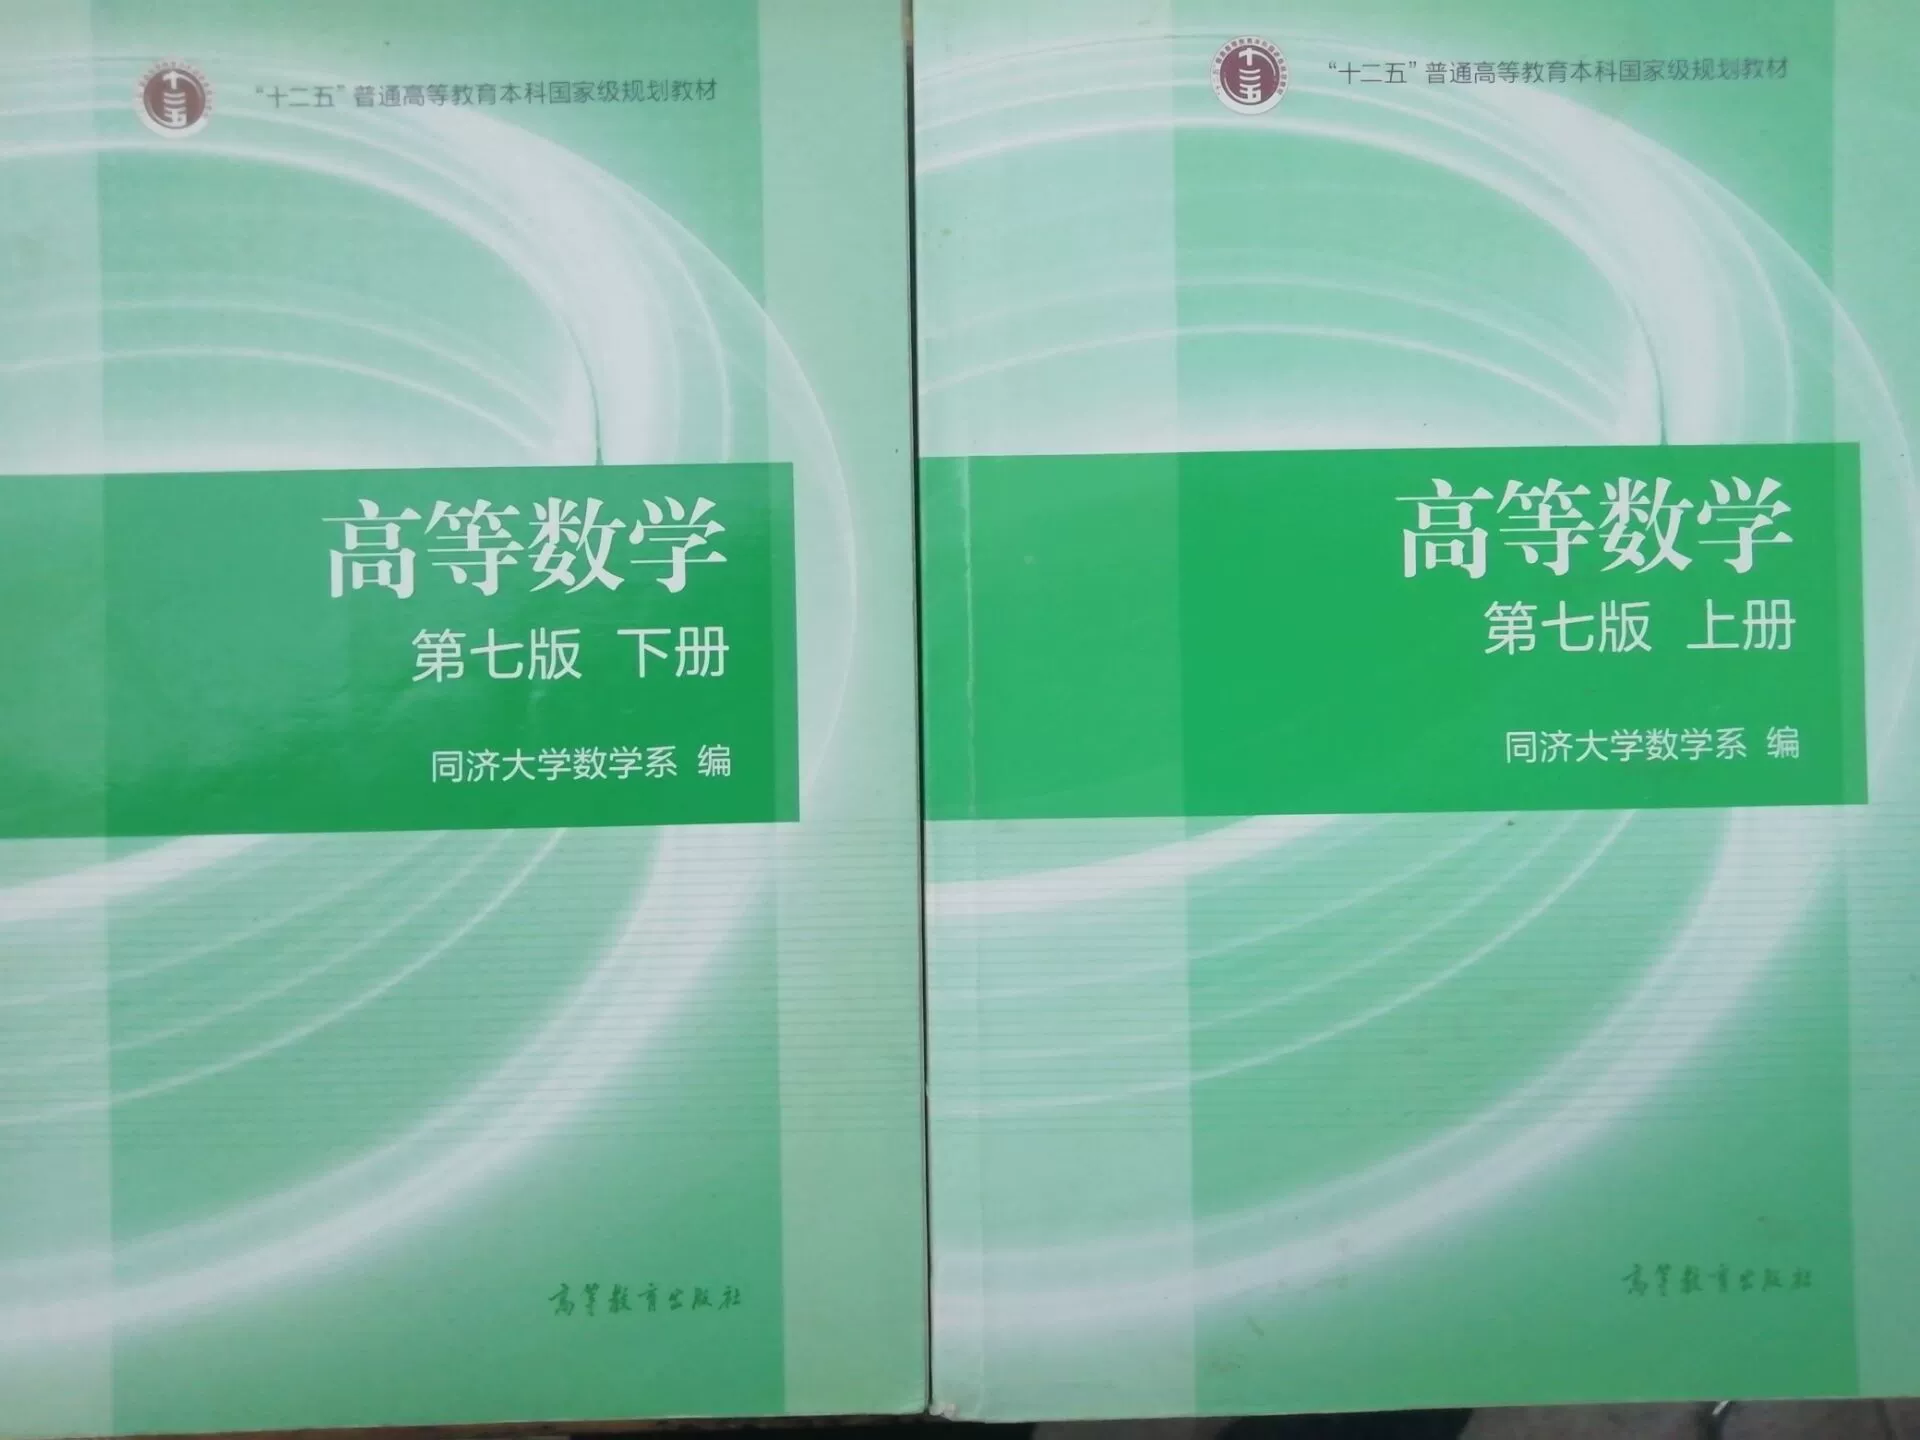 “十二五”普通高等教育本科国家级规划教材
高等数学
第七版 下册
同济大学数学系 编
高等教育出版社
“十二五”普通高等教育本科国家级规划教材
高等数学
第七版 上册
同济大学数学系 编
高等教育出版社